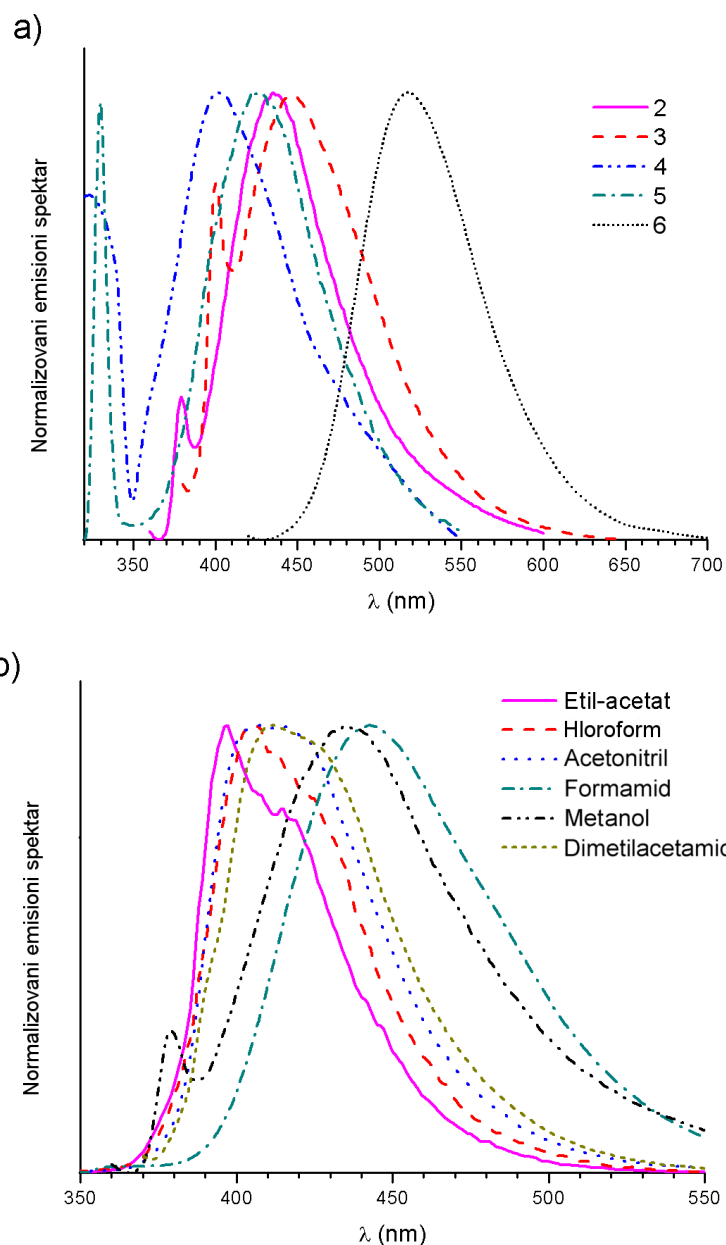 a)
2
3
4
5
6
Normalizovani emisioni spektar
350 400 450 500 550 600 650 700
λ (nm)
b)
Etil-acetat
Hloroform
Acetonitril
Formamid
Metanol
Dimetilacetamid
Normalizovani emisioni spektar
350 400 450 500 550
λ (nm)